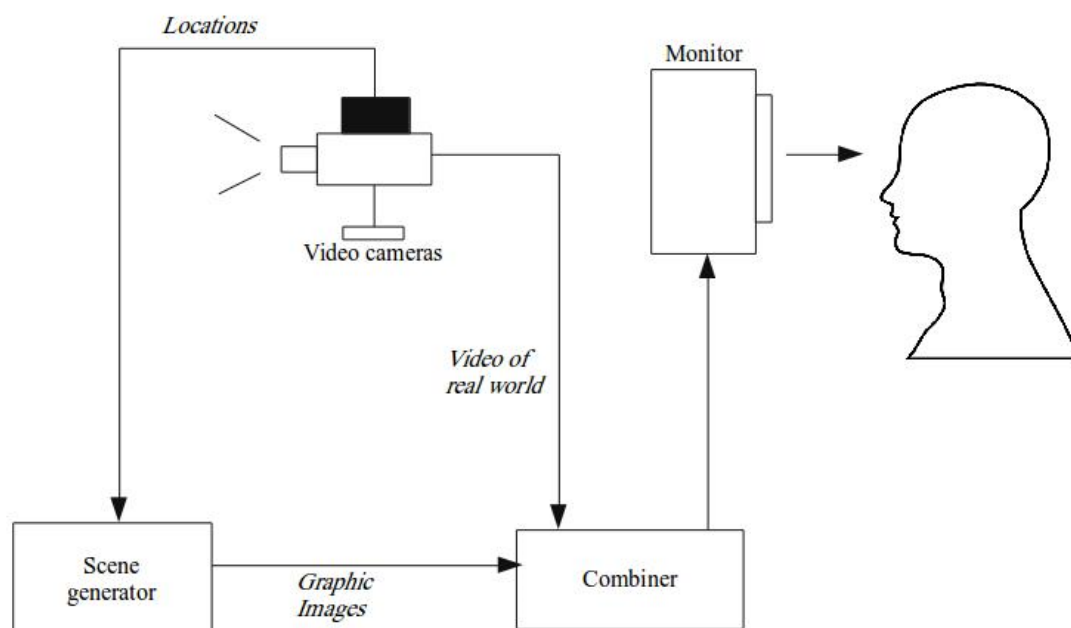 Locations
Monitor
Video cameras
Video of
real world
Scene
generator
Graphic
Images
Combiner